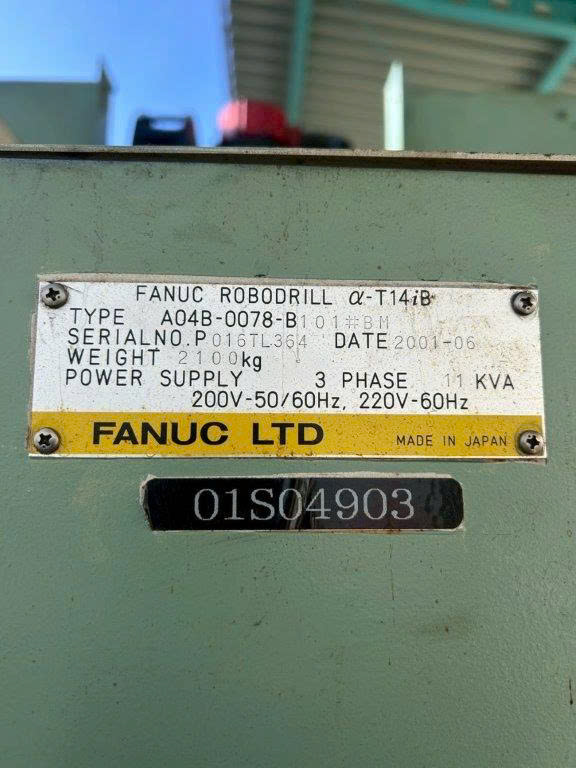 FANUC ROBODRILL α-T14iB
TYPE A04B-0078-B101#BM
SERIALNO.P016TL364 DATE 2001-06
WEIGHT 2100kg
POWER SUPPLY 3 PHASE 11 KVA
200V-50/60Hz, 220V-60Hz
FANUC LTD MADE IN JAPAN
01S04903